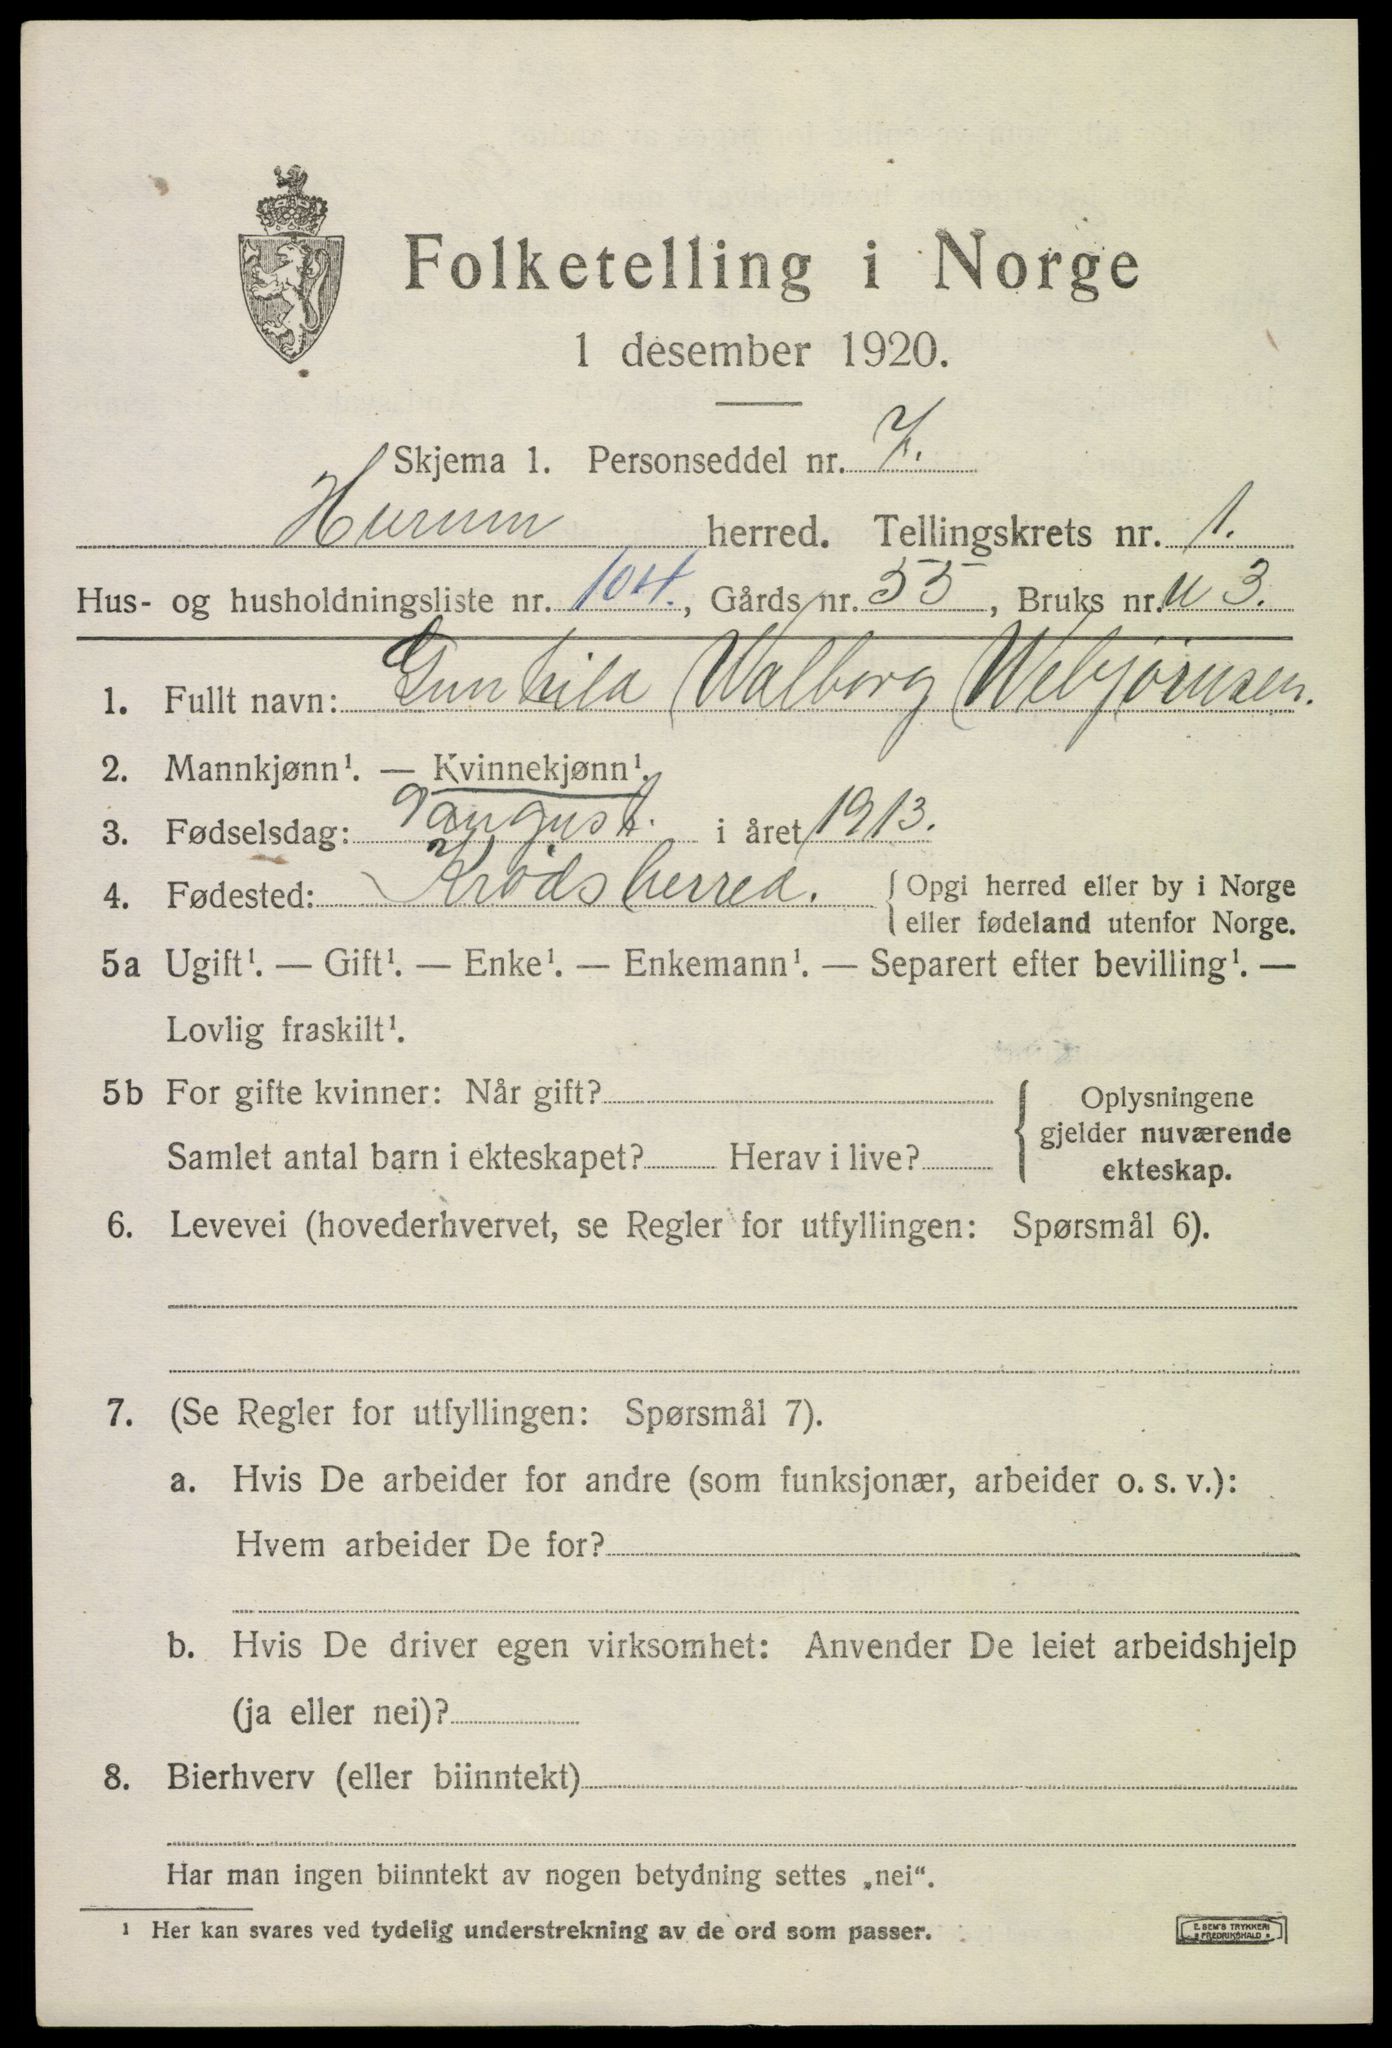 Folketelling i Norge
1 desember 1920.
Skjema 1. Personseddel nr. 7.
Hurum herred. Tellingskrets nr. 1.
Hus- og husholdningsliste nr. 104., Gårds nr. 55, Bruks nr. 3.
1. Fullt navn: Gunhild Walborg Webjørnsen.
2. Mannkjønn¹. — Kvinnekjønn¹.
3. Fødselsdag: 9 august. i året 1913.
4. Fødested: Krødsherred. { Opgi herred eller by i Norge
eller fødeland utenfor Norge.
5a Ugift¹. — Gift¹. — Enke¹. — Enkemann¹. — Separert efter bevilling¹. —
Lovlig fraskilt¹.
5b For gifte kvinner: Når gift? { Oplysningene
gjelder nuværende
Samlet antal barn i ekteskapet? Herav i live? ekteskap.
6. Levevei (hovederhvervet, se Regler for utfyllingen: Spørsmål 6).
7. (Se Regler for utfyllingen: Spørsmål 7).
a. Hvis De arbeider for andre (som funksjonær, arbeider o. s. v.):
Hvem arbeider De for?
b. Hvis De driver egen virksomhet: Anvender De leiet arbeidshjelp
(ja eller nei)?
8. Bierhverv (eller biinntekt)
Har man ingen biinntekt av nogen betydning settes „nei“.
¹ Her kan svares ved tydelig understrekning av de ord som passer.
E. SEM'S TRYKKERI
FREDRIKSHALD